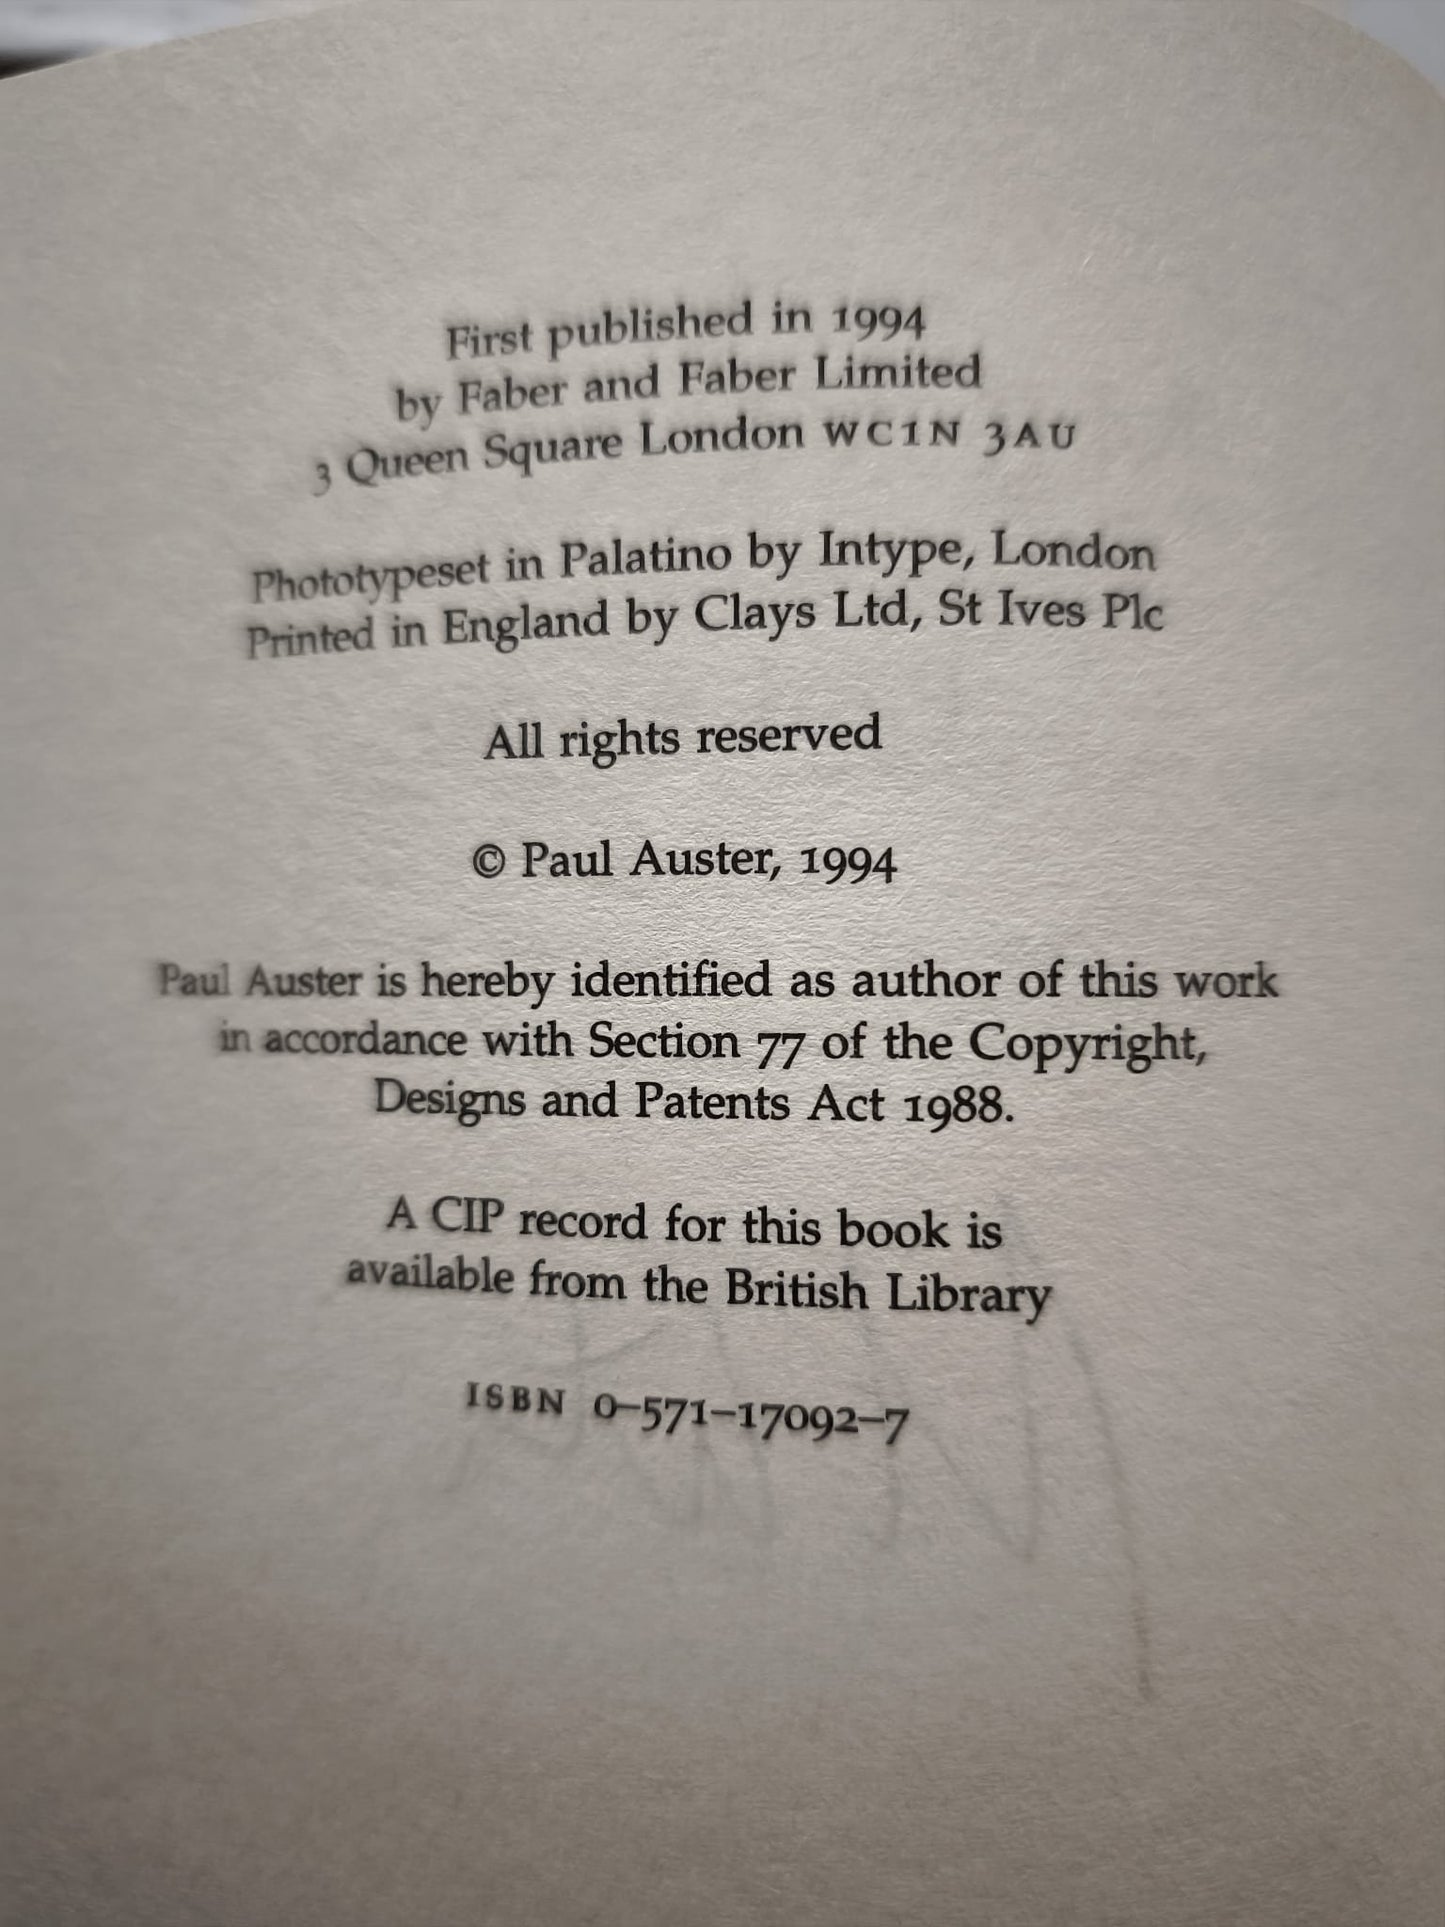 First published in 1994
by Faber and Faber Limited
3 Queen Square London WC1N 3AU
Phototypeset in Palatino by Intype, London
Printed in England by Clays Ltd, St Ives Plc
All rights reserved
© Paul Auster, 1994
Paul Auster is hereby identified as author of this work
in accordance with Section 77 of the Copyright,
Designs and Patents Act 1988.
A CIP record for this book is
available from the British Library
ISBN 0–571–17092–7